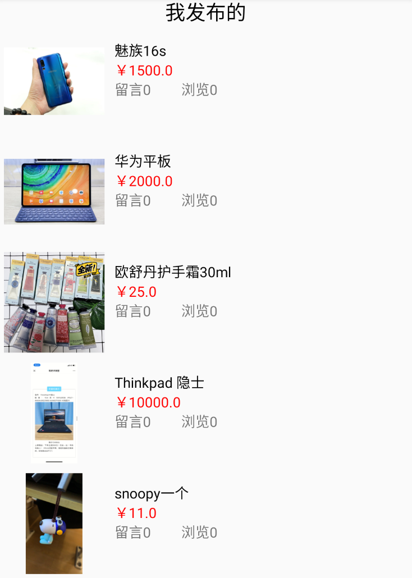 我发布的
魅族16s
￥1500.0
留言0 浏览0
华为平板
￥2000.0
留言0 浏览0
欧舒丹护手霜30ml
￥25.0
留言0 浏览0
Thinkpad 隐士
￥10000.0
留言0 浏览0
snoopy一个
￥11.0
留言0 浏览0